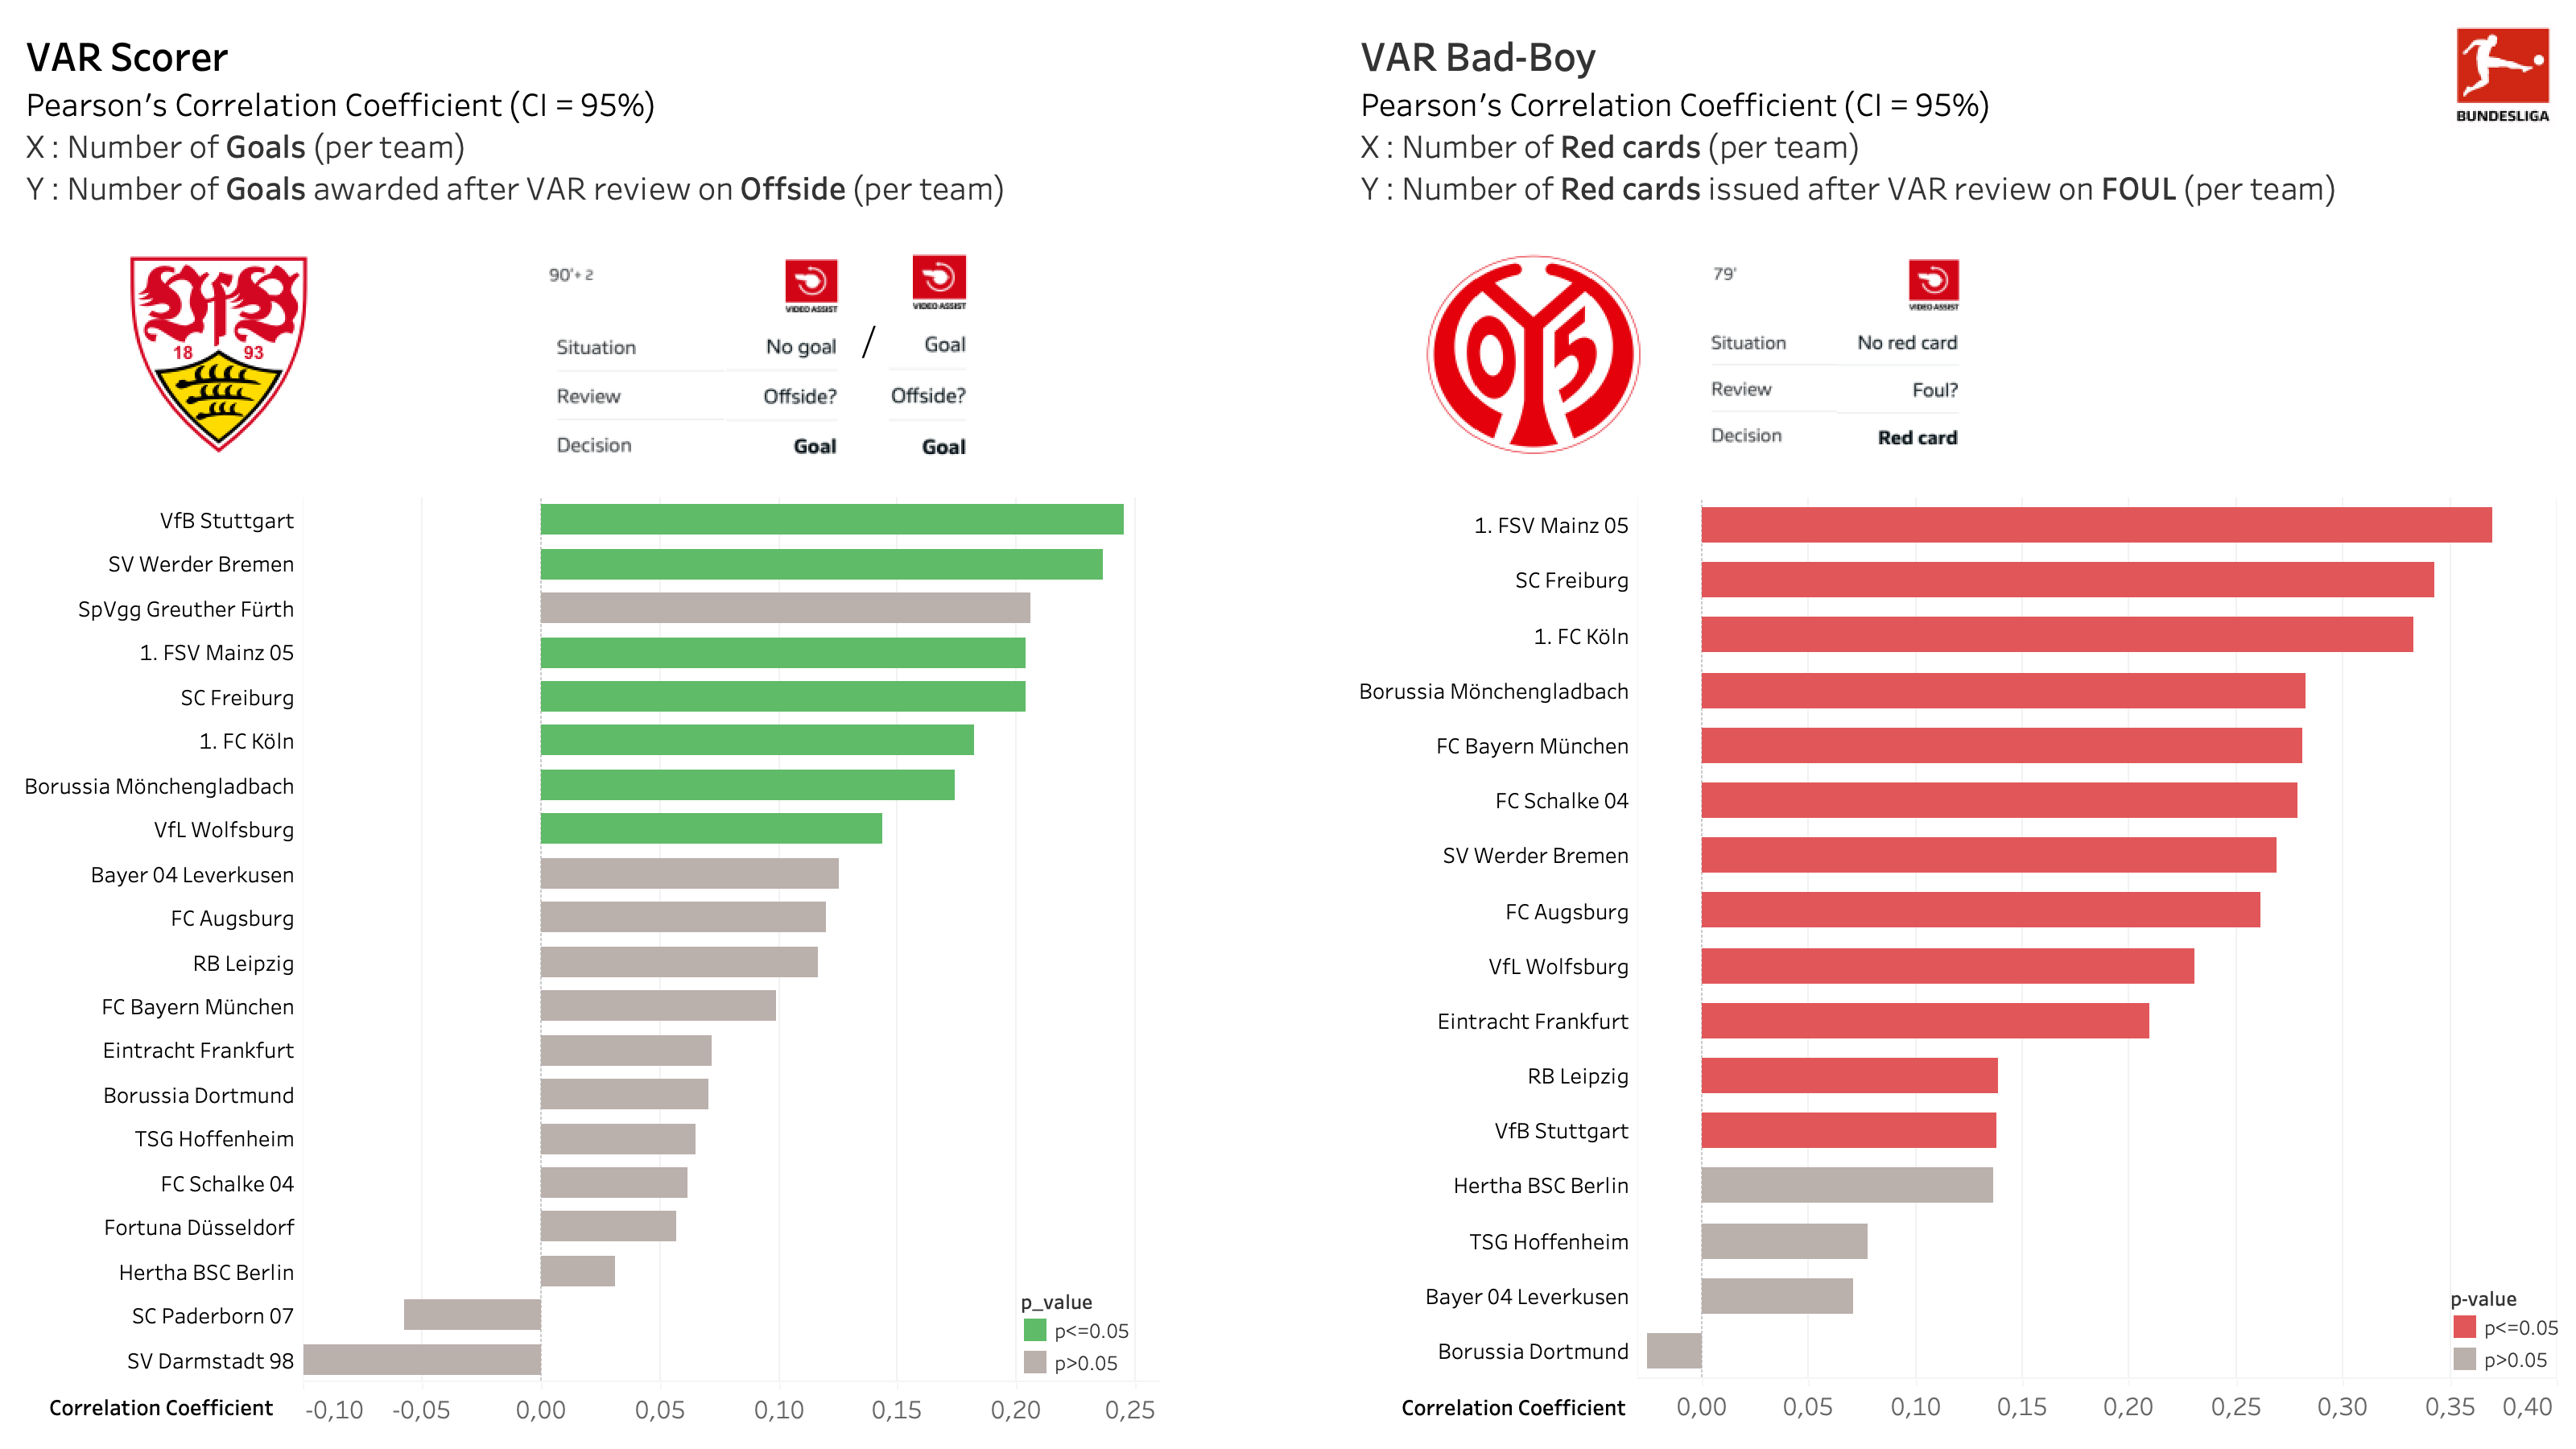 VAR Scorer
Pearson's Correlation Coefficient (CI = 95%)
X : Number of Goals (per team)
Y : Number of Goals awarded after VAR review on Offside (per team)
VfB
18 93
90'+ 2
VIDEO ASSIST VIDEO ASSIST
Situation No goal / Goal
Review Offside? Offside?
Decision Goal Goal
VfB Stuttgart
SV Werder Bremen
SpVgg Greuther Fürth
1. FSV Mainz 05
SC Freiburg
1. FC Köln
Borussia Mönchengladbach
VfL Wolfsburg
Bayer 04 Leverkusen
FC Augsburg
RB Leipzig
FC Bayern München
Eintracht Frankfurt
Borussia Dortmund
TSG Hoffenheim
FC Schalke 04
Fortuna Düsseldorf
Hertha BSC Berlin
SC Paderborn 07
SV Darmstadt 98
p_value
p<=0.05
p>0.05
Correlation Coefficient -0,10 -0,05 0,00 0,05 0,10 0,15 0,20 0,25
VAR Bad-Boy
Pearson's Correlation Coefficient (CI = 95%)
X : Number of Red cards (per team)
Y : Number of Red cards issued after VAR review on FOUL (per team)
BUNDESLIGA
05
79'
VIDEO ASSIST
Situation No red card
Review Foul?
Decision Red card
1. FSV Mainz 05
SC Freiburg
1. FC Köln
Borussia Mönchengladbach
FC Bayern München
FC Schalke 04
SV Werder Bremen
FC Augsburg
VfL Wolfsburg
Eintracht Frankfurt
RB Leipzig
VfB Stuttgart
Hertha BSC Berlin
TSG Hoffenheim
Bayer 04 Leverkusen
Borussia Dortmund
p-value
p<=0.05
p>0.05
Correlation Coefficient 0,00 0,05 0,10 0,15 0,20 0,25 0,30 0,35 0,40